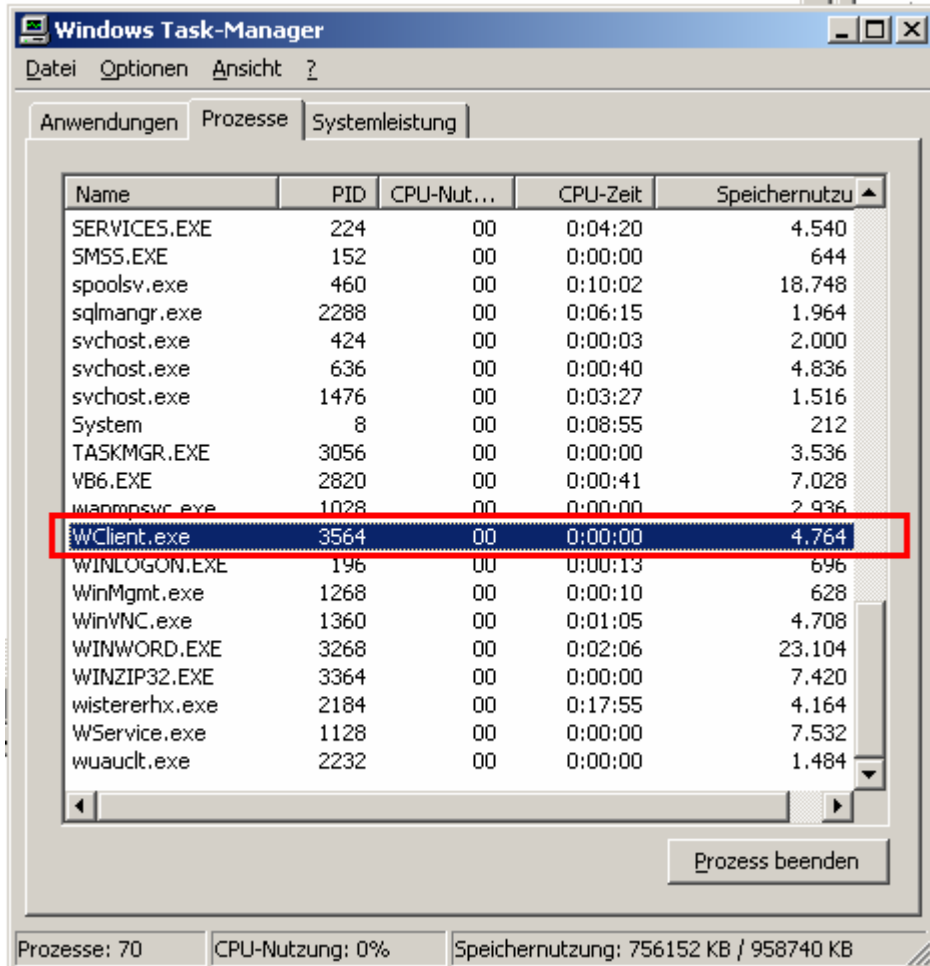 Windows Task-Manager
Datei Optionen Ansicht ?
Anwendungen Prozesse Systemleistung
Name PID CPU-Nut... CPU-Zeit Speichernutzu
SERVICES.EXE 224 00 0:04:20 4.540
SMSS.EXE 152 00 0:00:00 644
spoolsv.exe 460 00 0:10:02 18.748
sqlmangr.exe 2288 00 0:06:15 1.964
svchost.exe 424 00 0:00:03 2.000
svchost.exe 636 00 0:00:40 4.836
svchost.exe 1476 00 0:03:27 1.516
System 8 00 0:08:55 212
TASKMGR.EXE 3056 00 0:00:00 3.536
VB6.EXE 2820 00 0:00:41 7.028
wanmpsvc.exe 1028 00 0:00:00 2.936
WClient.exe 3564 00 0:00:00 4.764
WINLOGON.EXE 196 00 0:00:13 696
WinMgmt.exe 1268 00 0:00:10 628
WinVNC.exe 1360 00 0:01:05 4.708
WINWORD.EXE 3268 00 0:02:06 23.104
WINZIP32.EXE 3364 00 0:00:00 7.420
wistererhx.exe 2184 00 0:17:55 4.164
WService.exe 1128 00 0:00:00 7.532
wuauclt.exe 2232 00 0:00:00 1.484
Prozess beenden
Prozesse: 70 CPU-Nutzung: 0% Speichernutzung: 756152 KB / 958740 KB